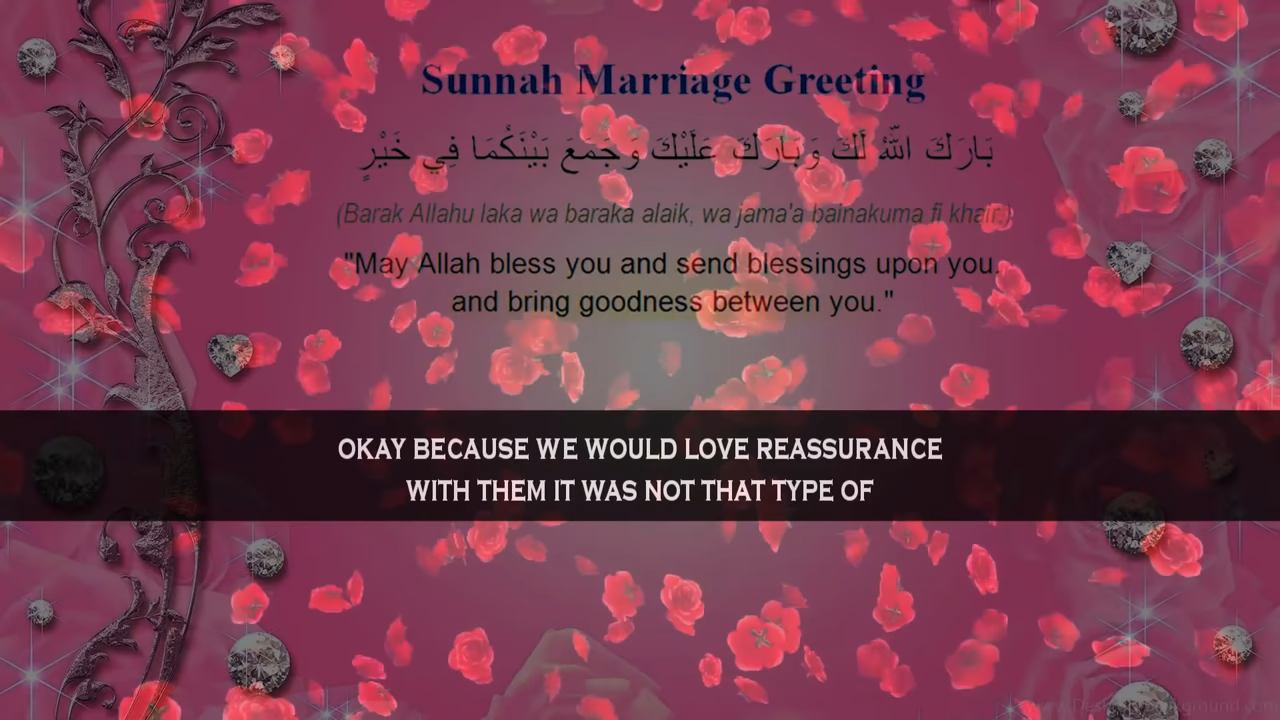 Sunnah Marriage Greeting
بَارَكَ اللَّهُ لَكَ وَبَارَكَ عَلَيْكَ وَجَمَعَ بَيْنَكُمَا فِي خَيْرٍ
(Barak Allahu laka wa baraka alaik, wa jama'a bainakuma fi khair.)
"May Allah bless you and send blessings upon you,
and bring goodness between you."
OKAY BECAUSE WE WOULD LOVE REASSURANCE
WITH THEM IT WAS NOT THAT TYPE OF